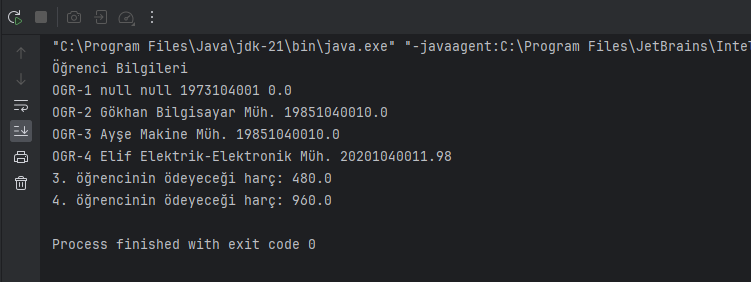 "C:\Program Files\Java\jdk-21\bin\java.exe" "-javaagent:C:\Program Files\JetBrains\Inte
Öğrenci Bilgileri
OGR-1 null null 1973104001 0.0
OGR-2 Gökhan Bilgisayar Müh. 19851040010.0
OGR-3 Ayşe Makine Müh. 19851040010.0
OGR-4 Elif Elektrik-Elektronik Müh. 20201040011.98
3. öğrencinin ödeyeceği harç: 480.0
4. öğrencinin ödeyeceği harç: 960.0
Process finished with exit code 0